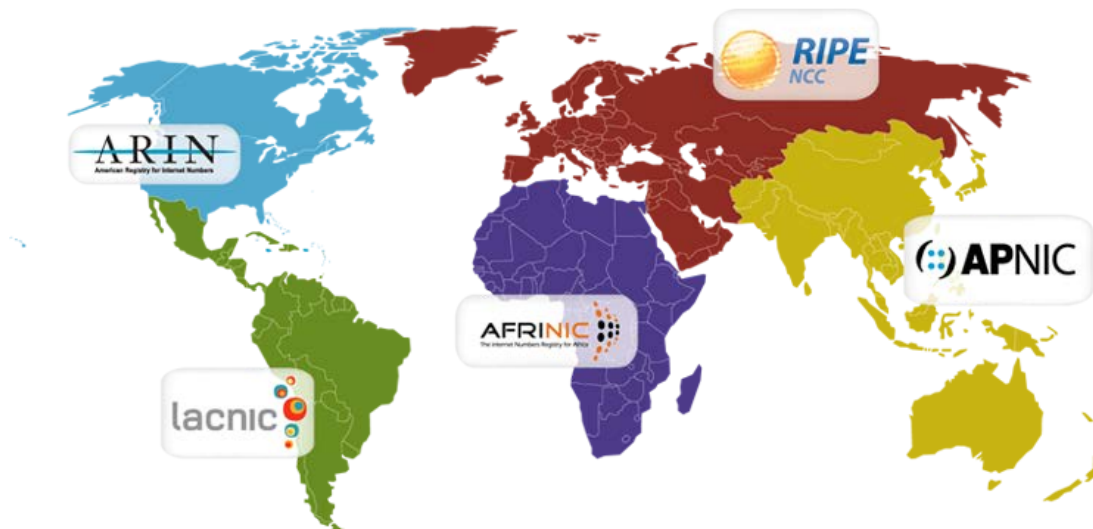 RIPE
NCC
ARIN
American Registry for Internet Numbers
APNIC
AFRINIC
The Internet Numbers Registry for Africa
lacnic